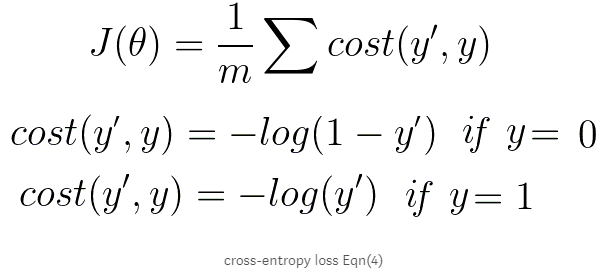 J(θ) = 1/m ∑ cost(y′, y)
cost(y′, y) = −log(1 − y′) if y = 0
cost(y′, y) = −log(y′) if y = 1
cross-entropy loss Eqn(4)